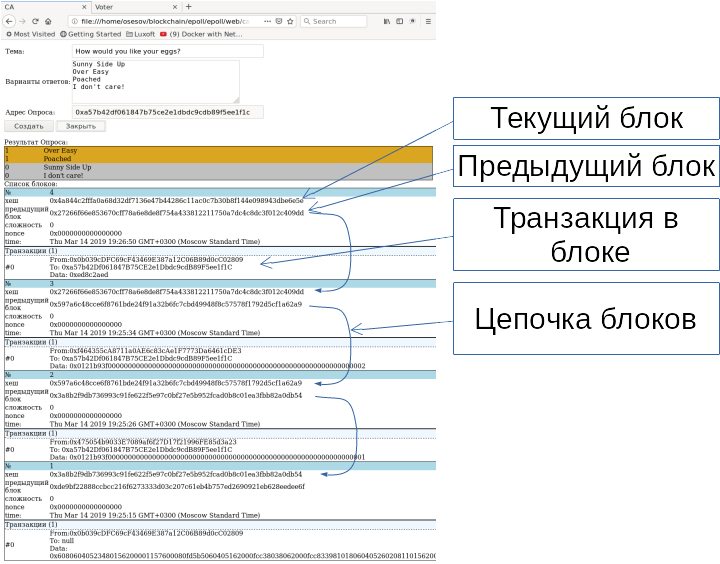 CA × Voter × +
file:///home/osesov/blockchain/epoll/epoll/web/ca Search
Most Visited Getting Started Luxoft (9) Docker with Net...
Тема: How would you like your eggs?
Варианты ответов: Sunny Side Up
Over Easy
Poached
I don't care!
Адрес Опроса: 0xa57b42df061847b75ce2e1dbdc9cdb89f5ee1f1c
Создать Закрыть
Результат Опроса:
1 Over Easy
1 Poached
0 Sunny Side Up
0 I don't care!
Список блоков:
№ 4
хеш 0x4a844c2fffa0a68d32df7136e47b44286c11ac0c7b30b8f144e098943dbe6e5e
предыдущий блок 0x27266f66e853670cff78a6e8de8f754a433812211750a7dc4c8dc3f012c409dd
сложность 0
nonce 0x0000000000000000
time: Thu Mar 14 2019 19:26:50 GMT+0300 (Moscow Standard Time)
Транзакции (1)
#0 From:0x0b039cDFC69cF43469E387a12C06B89d0cC02809
To: 0xa57b42Df061847B75CE2e1Dbdc9cdB89F5ee1f1C
Data: 0xed8c2aed
№ 3
хеш 0x27266f66e853670cff78a6e8de8f754a433812211750a7dc4c8dc3f012c409dd
предыдущий блок 0x597a6c48cce6f8761bde24f91a32b6fc7cbd49948f8c57578f1792d5cf1a62a9
сложность 0
nonce 0x0000000000000000
time: Thu Mar 14 2019 19:25:34 GMT+0300 (Moscow Standard Time)
Транзакции (1)
#0 From:0xf464355cA8711a0AE6c83cAe1F7773Da6461cDE3
To: 0xa57b42Df061847B75CE2e1Dbdc9cdB89F5ee1f1C
Data: 0x0121b93f0000000000000000000000000000000000000000000000000000000000000002
№ 2
хеш 0x597a6c48cce6f8761bde24f91a32b6fc7cbd49948f8c57578f1792d5cf1a62a9
предыдущий блок 0x3a8b2f9db736993c91fe622f5e97c0bf27e5b952fcad0b8c01ea3fbb82a0db54
сложность 0
nonce 0x0000000000000000
time: Thu Mar 14 2019 19:25:26 GMT+0300 (Moscow Standard Time)
Транзакции (1)
#0 From:0x475054b9033E7089af6f27D17f21996FE85d3a23
To: 0xa57b42Df061847B75CE2e1Dbdc9cdB89F5ee1f1C
Data: 0x0121b93f0000000000000000000000000000000000000000000000000000000000000001
№ 1
хеш 0x3a8b2f9db736993c91fe622f5e97c0bf27e5b952fcad0b8c01ea3fbb82a0db54
предыдущий блок 0xde9bf22888ccbcc216f6273333d03c207c61eb4b757ed2690921eb628eedee6f
сложность 0
nonce 0x0000000000000000
time: Thu Mar 14 2019 19:25:15 GMT+0300 (Moscow Standard Time)
Транзакции (1)
#0 From:0x0b039cDFC69cF43469E387a12C06B89d0cC02809
To: null
Data:
0x60806040523480156200001157600080fd5b5060405162000fcc38038062000fcc833981018060405260208110156200
Текущий блок
Предыдущий блок
Транзакция в
блоке
Цепочка блоков